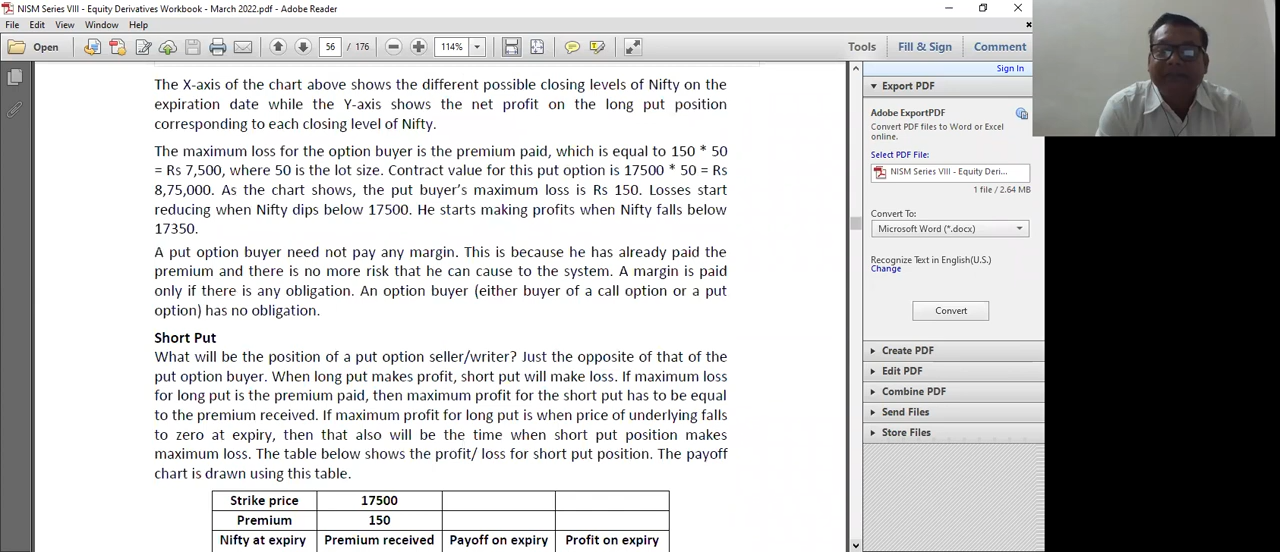 NISM Series VIII - Equity Derivatives Workbook - March 2022.pdf - Adobe Reader
File Edit View Window Help
Open 56 / 176 114% Tools Fill & Sign Comment
Sign In
The X-axis of the chart above shows the different possible closing levels of Nifty on the
expiration date while the Y-axis shows the net profit on the long put position
corresponding to each closing level of Nifty.
The maximum loss for the option buyer is the premium paid, which is equal to 150 * 50
= Rs 7,500, where 50 is the lot size. Contract value for this put option is 17500 * 50 = Rs
8,75,000. As the chart shows, the put buyer's maximum loss is Rs 150. Losses start
reducing when Nifty dips below 17500. He starts making profits when Nifty falls below
17350.
A put option buyer need not pay any margin. This is because he has already paid the
premium and there is no more risk that he can cause to the system. A margin is paid
only if there is any obligation. An option buyer (either buyer of a call option or a put
option) has no obligation.
Short Put
What will be the position of a put option seller/writer? Just the opposite of that of the
put option buyer. When long put makes profit, short put will make loss. If maximum loss
for long put is the premium paid, then maximum profit for the short put has to be equal
to the premium received. If maximum profit for long put is when price of underlying falls
to zero at expiry, then that also will be the time when short put position makes
maximum loss. The table below shows the profit/ loss for short put position. The payoff
chart is drawn using this table.
Strike price 17500
Premium 150
Nifty at expiry Premium received Payoff on expiry Profit on expiry
Export PDF
Adobe ExportPDF
Convert PDF files to Word or Excel
online.
Select PDF File:
NISM Series VIII - Equity Deri...
1 file / 2.64 MB
Convert To:
Microsoft Word (*.docx)
Recognize Text in English(U.S.)
Change
Convert
Create PDF
Edit PDF
Combine PDF
Send Files
Store Files